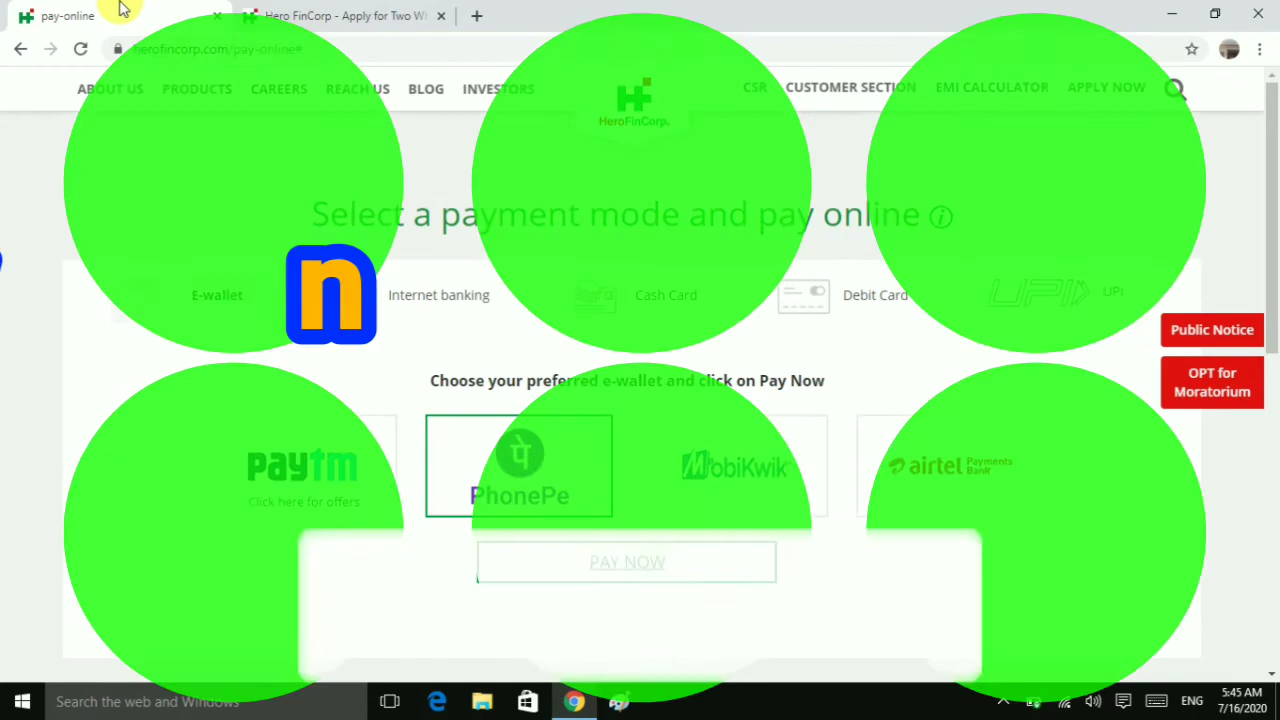 pay-online
Hero FinCorp - Apply for Two Wh
herofincorp.com/pay-online#
ABOUT US PRODUCTS CAREERS REACH US BLOG INVESTORS
HeroFinCorp.
CSR CUSTOMER SECTION EMI CALCULATOR APPLY NOW
Select a payment mode and pay online
n
E-wallet Internet banking Cash Card Debit Card UPI UPI
Public Notice
OPT for
Moratorium
Choose your preferred e-wallet and click on Pay Now
paytm
Click here for offers
पे
PhonePe
MobiKwik
airtel Payments
Bank
PAY NOW
Search the web and Windows
ENG
5:45 AM
7/16/2020